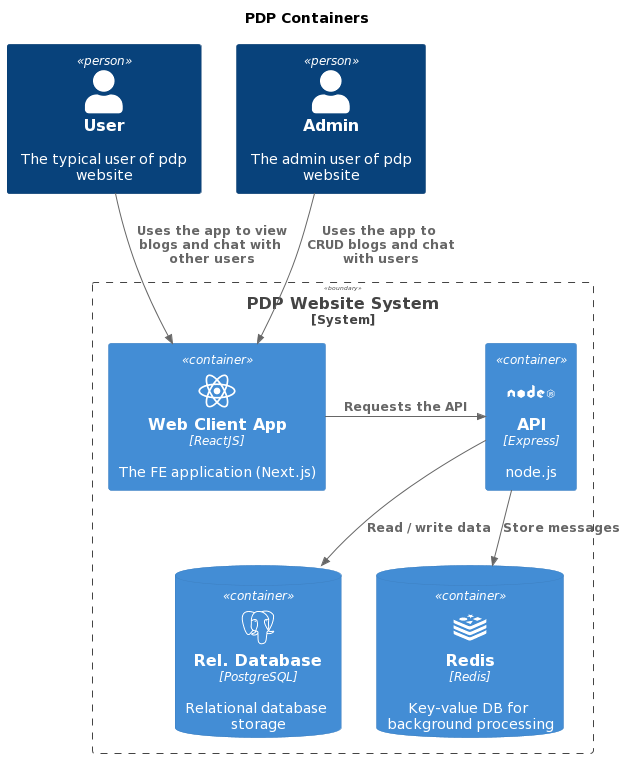 PDP Containers
«person»
User
The typical user of pdp
website
«person»
Admin
The admin user of pdp
website
Uses the app to view
blogs and chat with
other users
Uses the app to
CRUD blogs and chat
with users
«boundary»
PDP Website System
[System]
«container»
Web Client App
[ReactJS]
The FE application (Next.js)
Requests the API
«container»
node
JS
API
[Express]
node.js
Read / write data
Store messages
«container»
Rel. Database
[PostgreSQL]
Relational database
storage
«container»
Redis
[Redis]
Key-value DB for
background processing